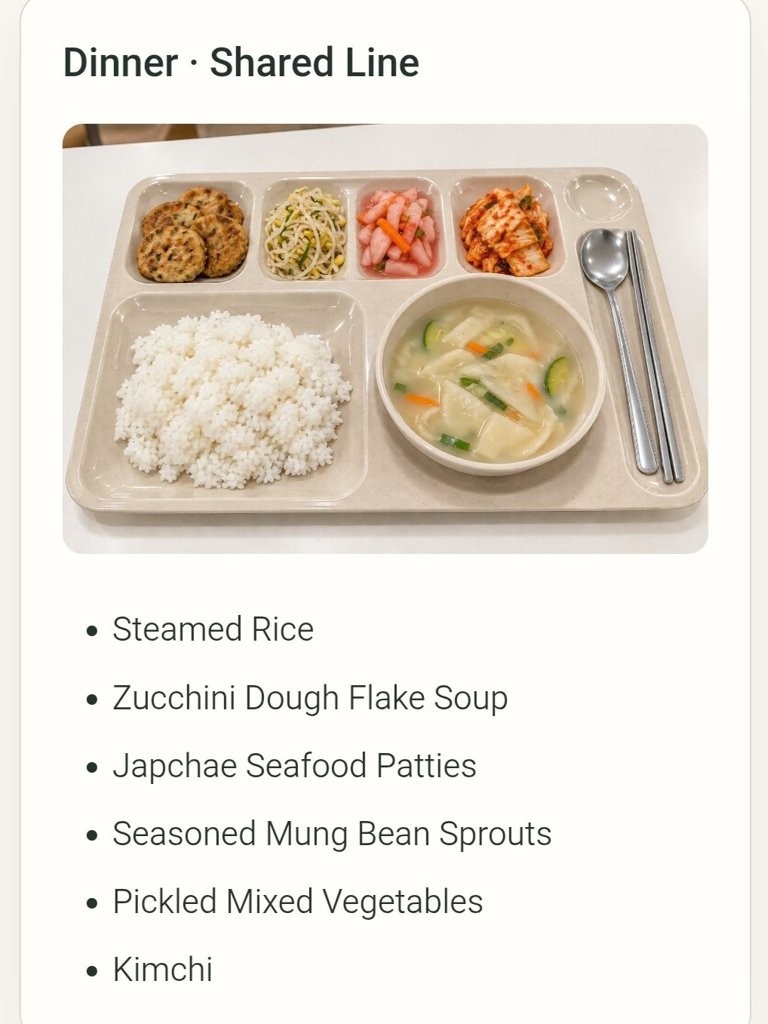 Dinner · Shared Line
Steamed Rice
Zucchini Dough Flake Soup
Japchae Seafood Patties
Seasoned Mung Bean Sprouts
Pickled Mixed Vegetables
Kimchi